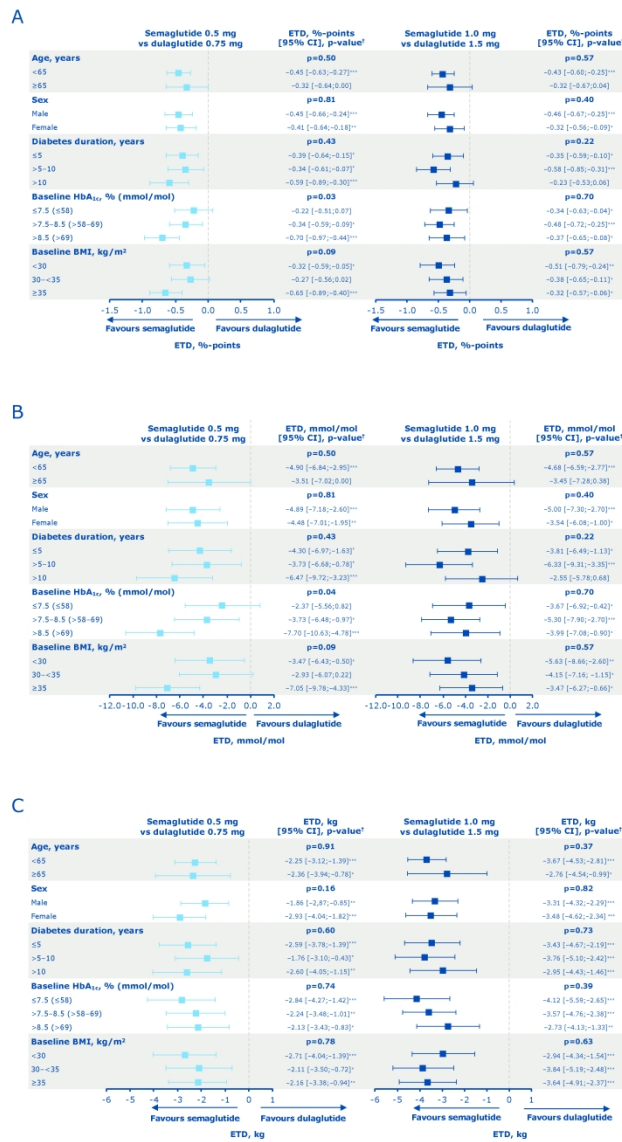 A
Semaglutide 0.5 mg vs dulaglutide 0.75 mg
ETD, %-points [95% CI], p-value†
Semaglutide 1.0 mg vs dulaglutide 1.5 mg
ETD, %-points [95% CI], p-value
Age, years p=0.50 p=0.57
<65 −0.45 [−0.63;−0.27]*** −0.43 [−0.60;−0.25]***
≥65 −0.32 [−0.64;0.00] −0.32 [−0.67;0.04]
Sex p=0.81 p=0.40
Male −0.45 [−0.66;−0.24]*** −0.46 [−0.67;−0.25]***
Female −0.41 [−0.64;−0.18]** −0.32 [−0.56;−0.09]*
Diabetes duration, years p=0.43 p=0.22
≤5 −0.39 [−0.64;−0.15]* −0.35 [−0.59;−0.10]*
>5–10 −0.34 [−0.61;−0.07]* −0.58 [−0.85;−0.31]***
>10 −0.59 [−0.89;−0.30]*** −0.23 [−0.53;0.06]
Baseline HbA1c, % (mmol/mol) p=0.03 p=0.70
≤7.5 (≤58) −0.22 [−0.51;0.07] −0.34 [−0.63;−0.04]*
>7.5–8.5 (>58–69) −0.34 [−0.59;−0.09]* −0.48 [−0.72;−0.25]***
>8.5 (>69) −0.70 [−0.97;−0.44]*** −0.37 [−0.65;−0.08]*
Baseline BMI, kg/m² p=0.09 p=0.57
<30 −0.32 [−0.59;−0.05]* −0.51 [−0.79;−0.24]**
30–<35 −0.27 [−0.56;0.02] −0.38 [−0.65;−0.11]*
≥35 −0.65 [−0.89;−0.40]*** −0.32 [−0.57;−0.06]*
−1.5 −1.0 −0.5 0.0 0.5 1.0 −1.5 −1.0 −0.5 0.0 0.5 1.0
Favours semaglutide Favours dulaglutide Favours semaglutide Favours dulaglutide
ETD, %-points ETD, %-points
B
Semaglutide 0.5 mg vs dulaglutide 0.75 mg
ETD, mmol/mol [95% CI], p-value†
Semaglutide 1.0 mg vs dulaglutide 1.5 mg
ETD, mmol/mol [95% CI], p-value†
Age, years p=0.50 p=0.57
<65 −4.90 [−6.84;−2.95]*** −4.68 [−6.59;−2.77]***
≥65 −3.51 [−7.02;0.00] −3.45 [−7.28;0.38]
Sex p=0.81 p=0.40
Male −4.89 [−7.18;−2.60]*** −5.00 [−7.30;−2.70]***
Female −4.48 [−7.01;−1.95]** −3.54 [−6.08;−1.00]*
Diabetes duration, years p=0.43 p=0.22
≤5 −4.30 [−6.97;−1.63]* −3.81 [−6.49;−1.13]*
>5–10 −3.73 [−6.68;−0.78]* −6.33 [−9.31;−3.35]***
>10 −6.47 [−9.72;−3.23]*** −2.55 [−5.78;0.68]
Baseline HbA1c, % (mmol/mol) p=0.04 p=0.70
≤7.5 (≤58) −2.37 [−5.56;0.82] −3.67 [−6.92;−0.42]*
>7.5–8.5 (>58–69) −3.73 [−6.48;−0.97]* −5.30 [−7.90;−2.70]***
>8.5 (>69) −7.70 [−10.63;−4.78]*** −3.99 [−7.08;−0.90]*
Baseline BMI, kg/m² p=0.09 p=0.57
<30 −3.47 [−6.43;−0.50]* −5.63 [−8.66;−2.60]**
30–<35 −2.93 [−6.07;0.22] −4.15 [−7.16;−1.15]*
≥35 −7.05 [−9.78;−4.33]*** −3.47 [−6.27;−0.66]*
−12.0 −10.0 −8.0 −6.0 −4.0 −2.0 0.0 2.0 −12.0 −10.0 −8.0 −6.0 −4.0 −2.0 0.0 2.0
Favours semaglutide Favours dulaglutide Favours semaglutide Favours dulaglutide
ETD, mmol/mol ETD, mmol/mol
C
Semaglutide 0.5 mg vs dulaglutide 0.75 mg
ETD, kg [95% CI], p-value†
Semaglutide 1.0 mg vs dulaglutide 1.5 mg
ETD, kg [95% CI], p-value†
Age, years p=0.91 p=0.37
<65 −2.25 [−3.12;−1.39]*** −3.67 [−4.53;−2.81]***
≥65 −2.36 [−3.94;−0.78]* −2.76 [−4.54;−0.99]*
Sex p=0.16 p=0.82
Male −1.86 [−2.87;−0.85]** −3.31 [−4.32;−2.29]***
Female −2.93 [−4.04;−1.82]*** −3.48 [−4.62;−2.34]***
Diabetes duration, years p=0.60 p=0.73
≤5 −2.59 [−3.78;−1.39]*** −3.43 [−4.67;−2.19]***
>5–10 −1.76 [−3.10;−0.43]* −3.76 [−5.10;−2.42]***
>10 −2.60 [−4.05;−1.15]** −2.95 [−4.43;−1.46]***
Baseline HbA1c, % (mmol/mol) p=0.74 p=0.39
≤7.5 (≤58) −2.84 [−4.27;−1.42]*** −4.12 [−5.59;−2.65]***
>7.5–8.5 (>58–69) −2.24 [−3.48;−1.01]** −3.57 [−4.76;−2.38]***
>8.5 (>69) −2.13 [−3.43;−0.83]* −2.73 [−4.13;−1.33]**
Baseline BMI, kg/m² p=0.78 p=0.63
<30 −2.71 [−4.04;−1.39]*** −2.94 [−4.34;−1.54]***
30–<35 −2.11 [−3.50;−0.72]* −3.84 [−5.19;−2.48]***
≥35 −2.16 [−3.38;−0.94]** −3.64 [−4.91;−2.37]***
−6 −5 −4 −3 −2 −1 0 1 −6 −5 −4 −3 −2 −1 0 1
Favours semaglutide Favours dulaglutide Favours semaglutide Favours dulaglutide
ETD, kg ETD, kg